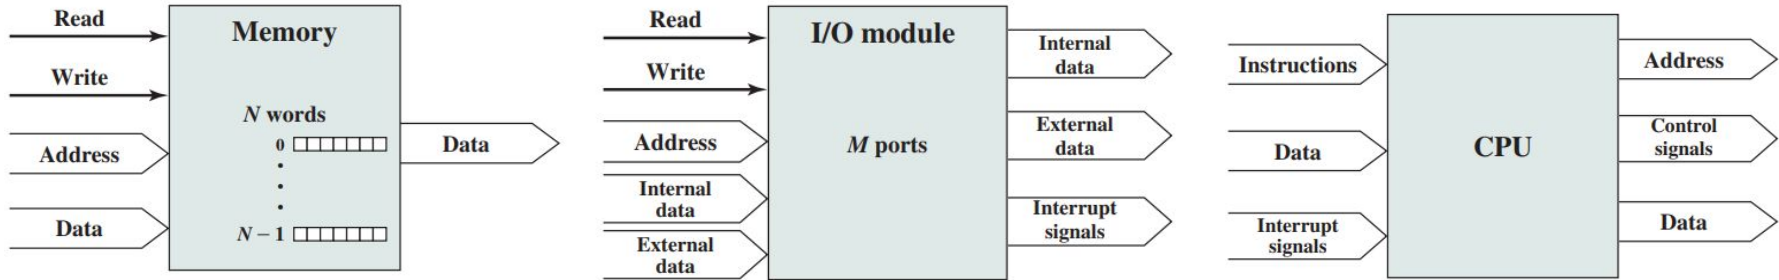 Read
Write
Address
Data
Memory
N words
0
N – 1
Data
Read
Write
Address
Internal
data
External
data
I/O module
M ports
Internal
data
External
data
Interrupt
signals
Instructions
Data
Interrupt
signals
CPU
Address
Control
signals
Data